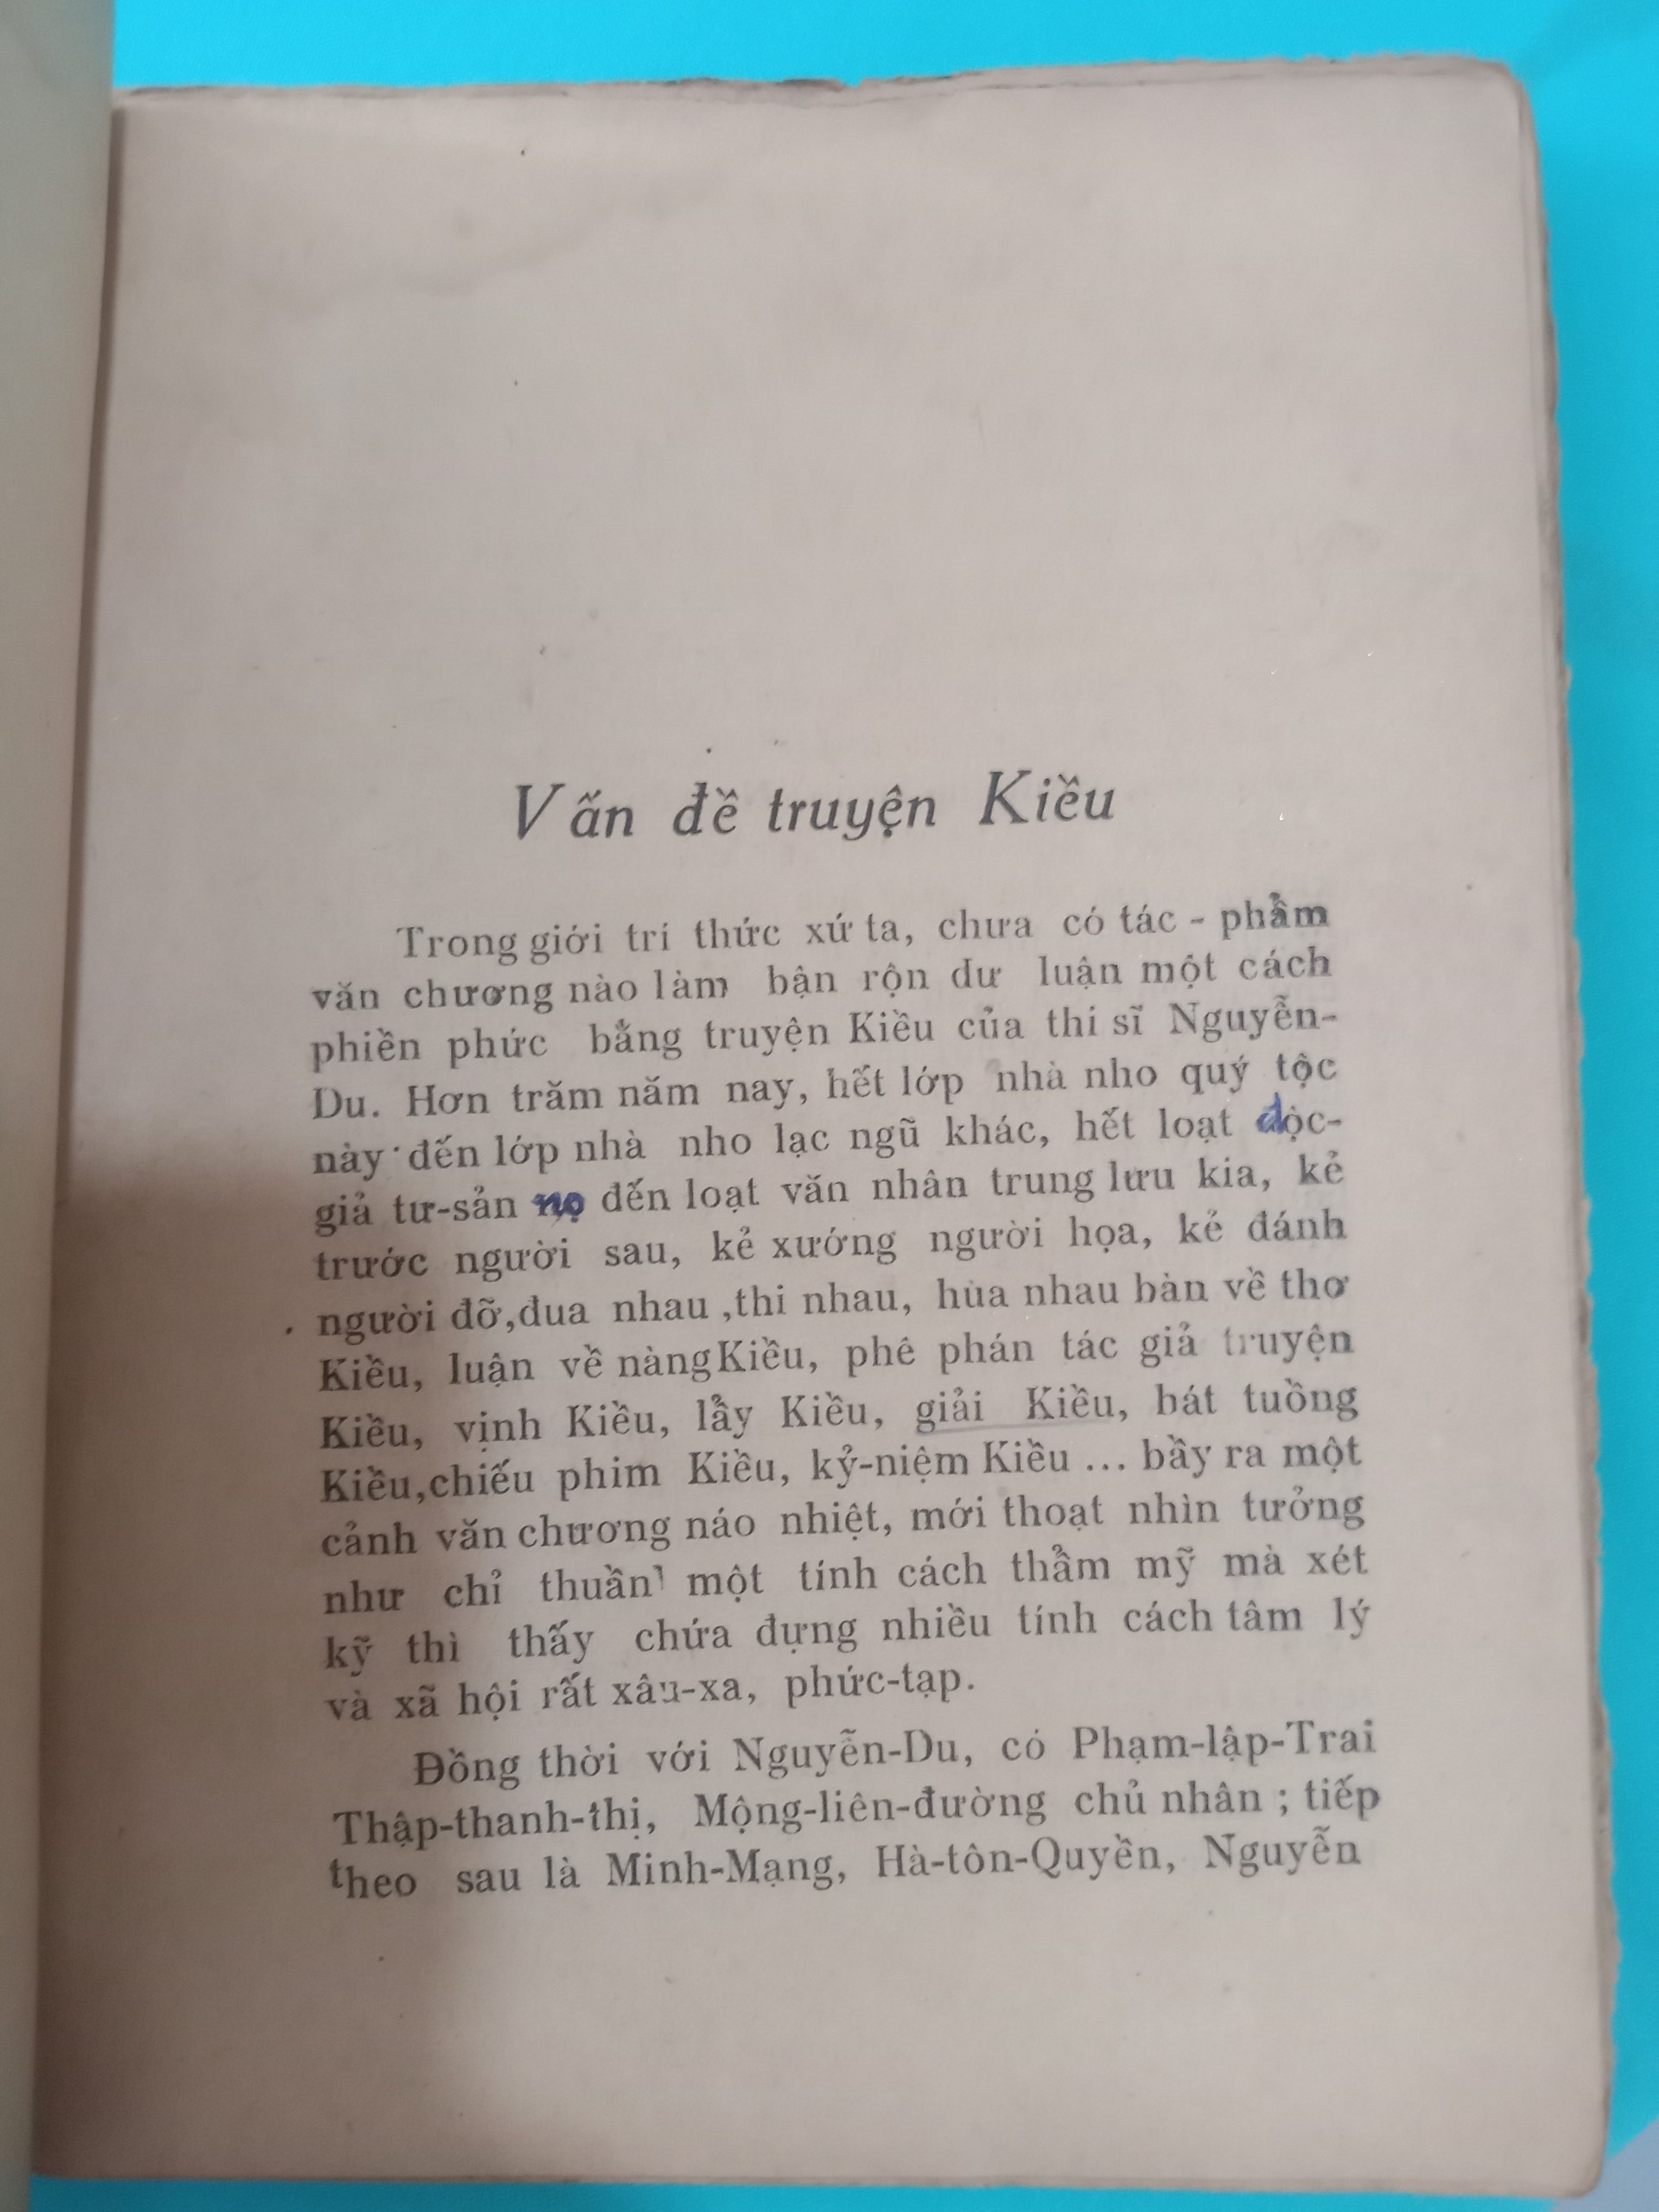 Vấn đề truyện Kiều
Trong giới trí thức xứ ta, chưa có tác - phẩm
văn chương nào làm bận rộn dư luận một cách
phiền phức bằng truyện Kiều của thi sĩ Nguyễn-
Du. Hơn trăm năm nay, hết lớp nhà nho quý tộc
này đến lớp nhà nho lạc ngũ khác, hết loạt độc-
giả tư-sản nọ đến loạt văn nhân trung lưu kia, kẻ
trước người sau, kẻ xướng người họa, kẻ đánh
người đỡ,đua nhau ,thi nhau, hùa nhau bàn về thơ
Kiều, luận về nàngKiều, phê phán tác giả truyện
Kiều, vịnh Kiều, lẩy Kiều, giải Kiều, hát tuồng
Kiều,chiếu phim Kiều, kỷ-niệm Kiều ... bầy ra một
cảnh văn chương náo nhiệt, mới thoạt nhìn tưởng
như chỉ thuần một tính cách thẩm mỹ mà xét
kỹ thì thấy chứa đựng nhiều tính cách tâm lý
và xã hội rất xâu-xa, phức-tạp.
Đồng thời với Nguyễn-Du, có Phạm-lập-Trai
Thập-thanh-thị, Mộng-liên-đường chủ nhân ; tiếp
theo sau là Minh-Mạng, Hà-tôn-Quyền, Nguyễn